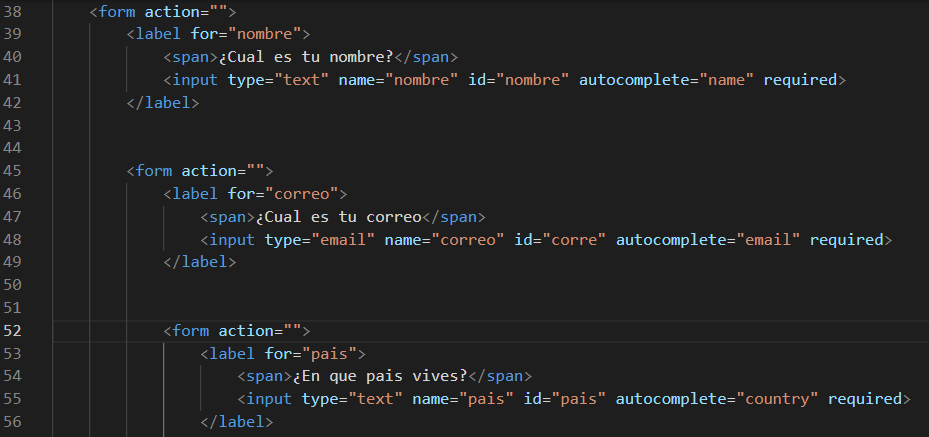 38 <form action="">
39 <label for="nombre">
40 <span>¿Cual es tu nombre?</span>
41 <input type="text" name="nombre" id="nombre" autocomplete="name" required>
42 </label>
43
44
45 <form action="">
46 <label for="correo">
47 <span>¿Cual es tu correo</span>
48 <input type="email" name="correo" id="corre" autocomplete="email" required>
49 </label>
50
51
52 <form action="">
53 <label for="pais">
54 <span>¿En que pais vives?</span>
55 <input type="text" name="pais" id="pais" autocomplete="country" required>
56 </label>